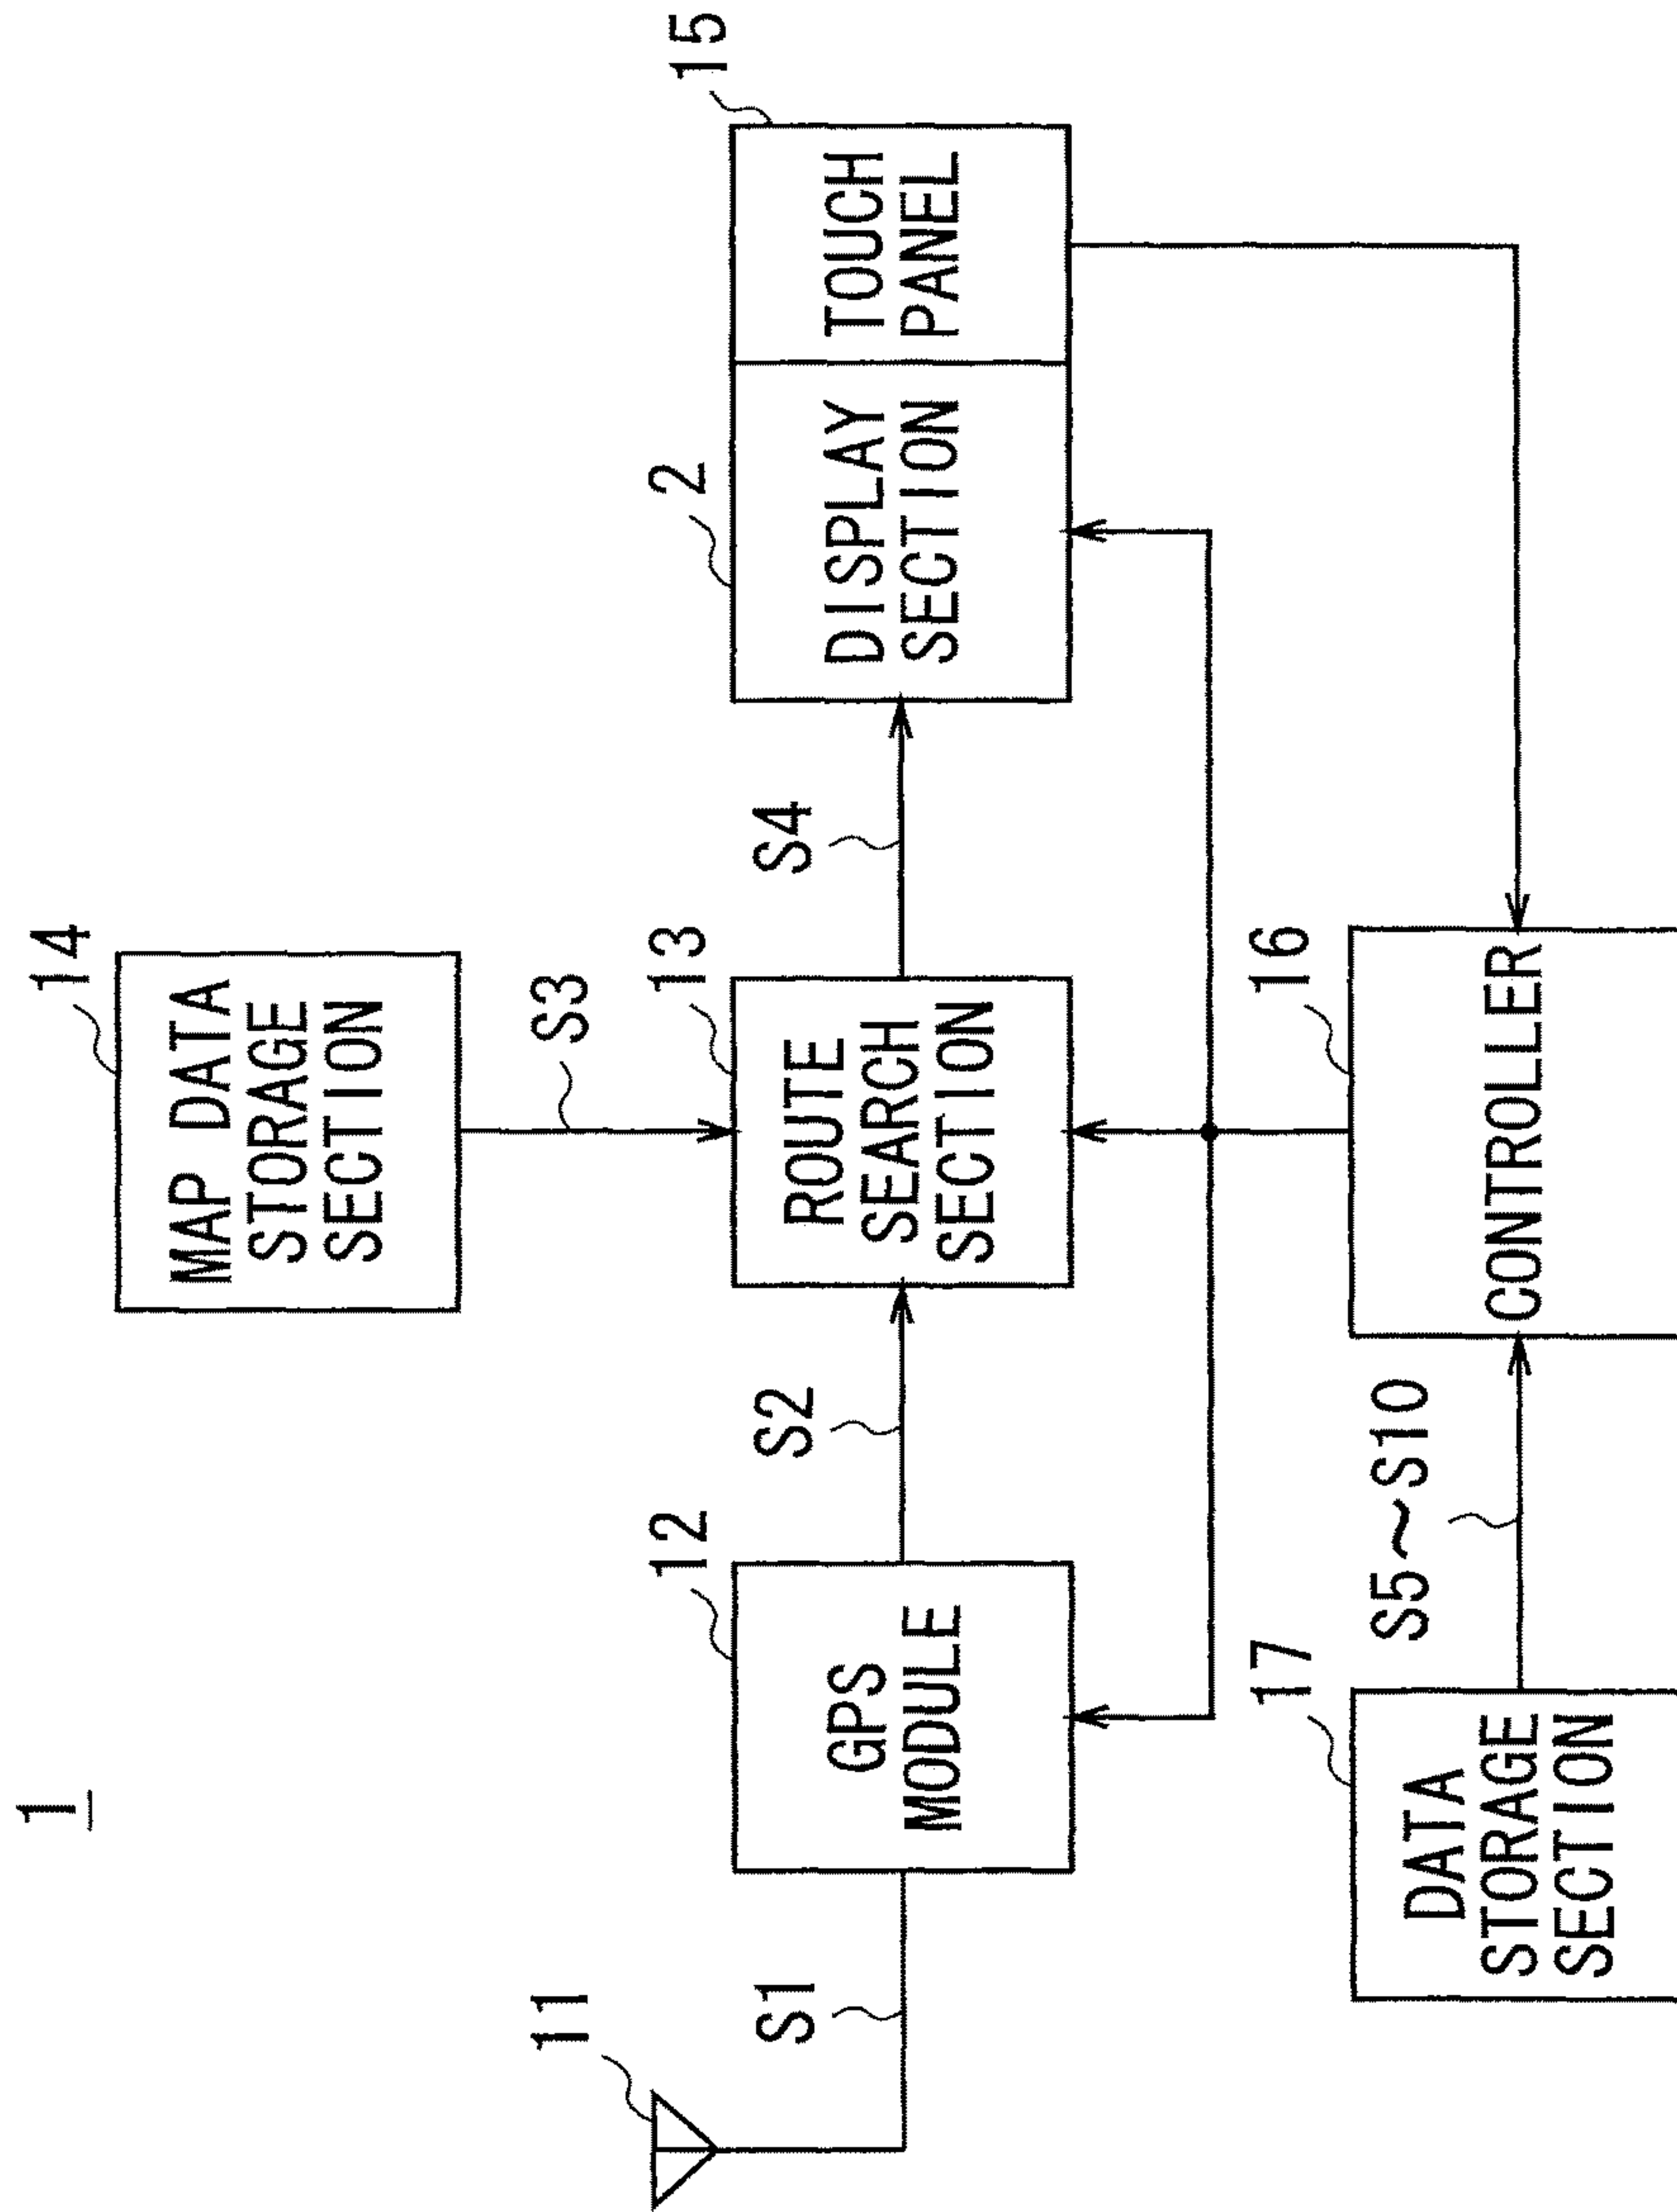 1
14
MAP DATA
STORAGE
SECTION
S3
11
12
13
2
15
S1
GPS
MODULE
S2
ROUTE
SEARCH
SECTION
S4
DISPLAY
SECTION
TOUCH
PANEL
17
16
DATA
STORAGE
SECTION
S5~S10
CONTROLLER